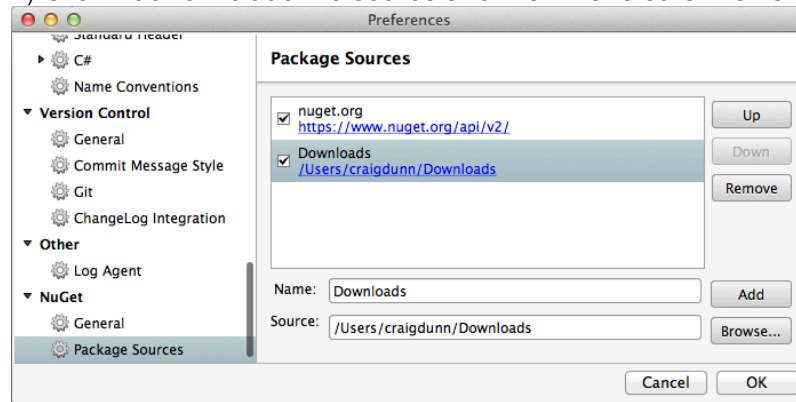 Preferences
Standard Header
C#
Name Conventions
Version Control
General
Commit Message Style
Git
ChangeLog Integration
Other
Log Agent
NuGet
General
Package Sources
Package Sources
nuget.org
https://www.nuget.org/api/v2/
Downloads
/Users/craigdunn/Downloads
Up
Down
Remove
Name: Downloads
Add
Source: /Users/craigdunn/Downloads
Browse...
Cancel
OK